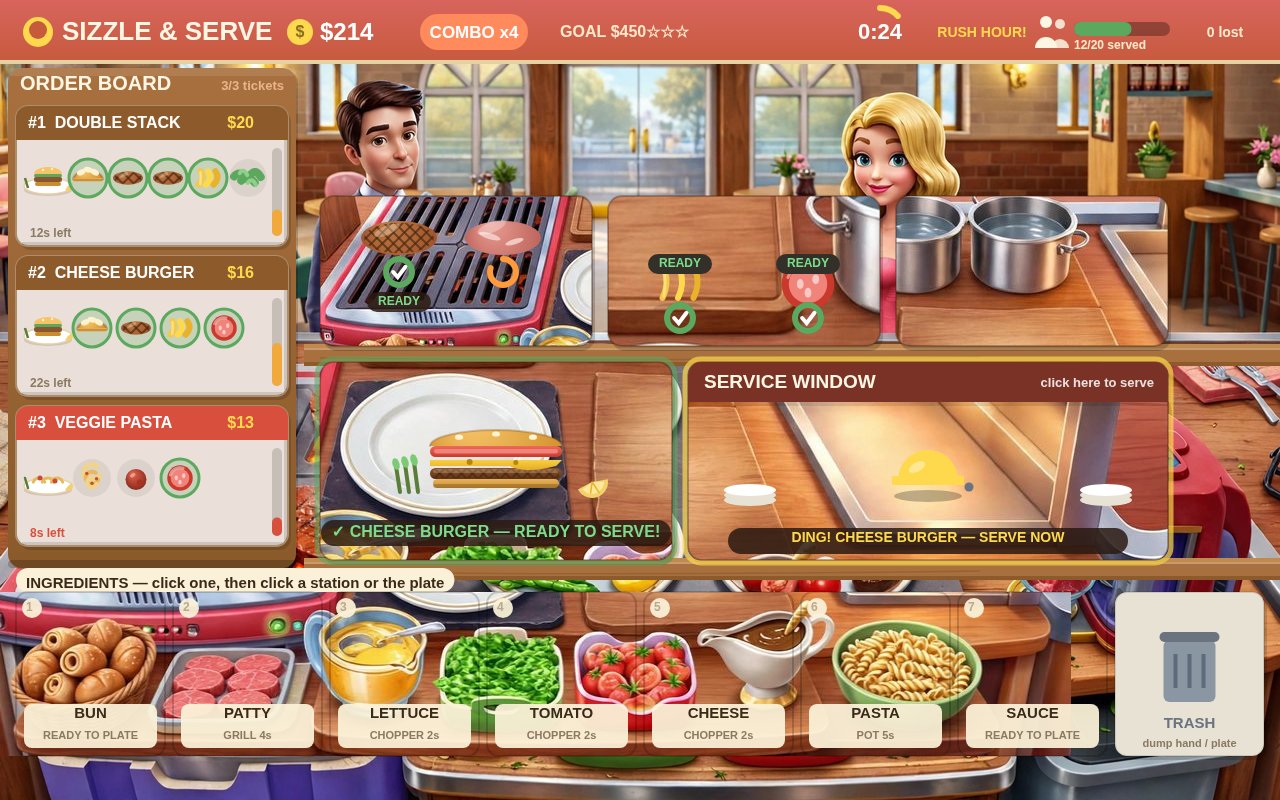 SIZZLE & SERVE
$ $214
COMBO x4
GOAL $450☆☆☆
0:24
RUSH HOUR!
12/20 served
0 lost
ORDER BOARD
3/3 tickets
#1 DOUBLE STACK $20
12s left
#2 CHEESE BURGER $16
22s left
#3 VEGGIE PASTA $13
8s left
READY
READY
READY
✓ CHEESE BURGER — READY TO SERVE!
SERVICE WINDOW
click here to serve
DING! CHEESE BURGER — SERVE NOW
INGREDIENTS — click one, then click a station or the plate
1
BUN
READY TO PLATE
2
PATTY
GRILL 4s
3
LETTUCE
CHOPPER 2s
4
TOMATO
CHOPPER 2s
5
CHEESE
CHOPPER 2s
6
PASTA
POT 5s
7
SAUCE
READY TO PLATE
TRASH
dump hand / plate